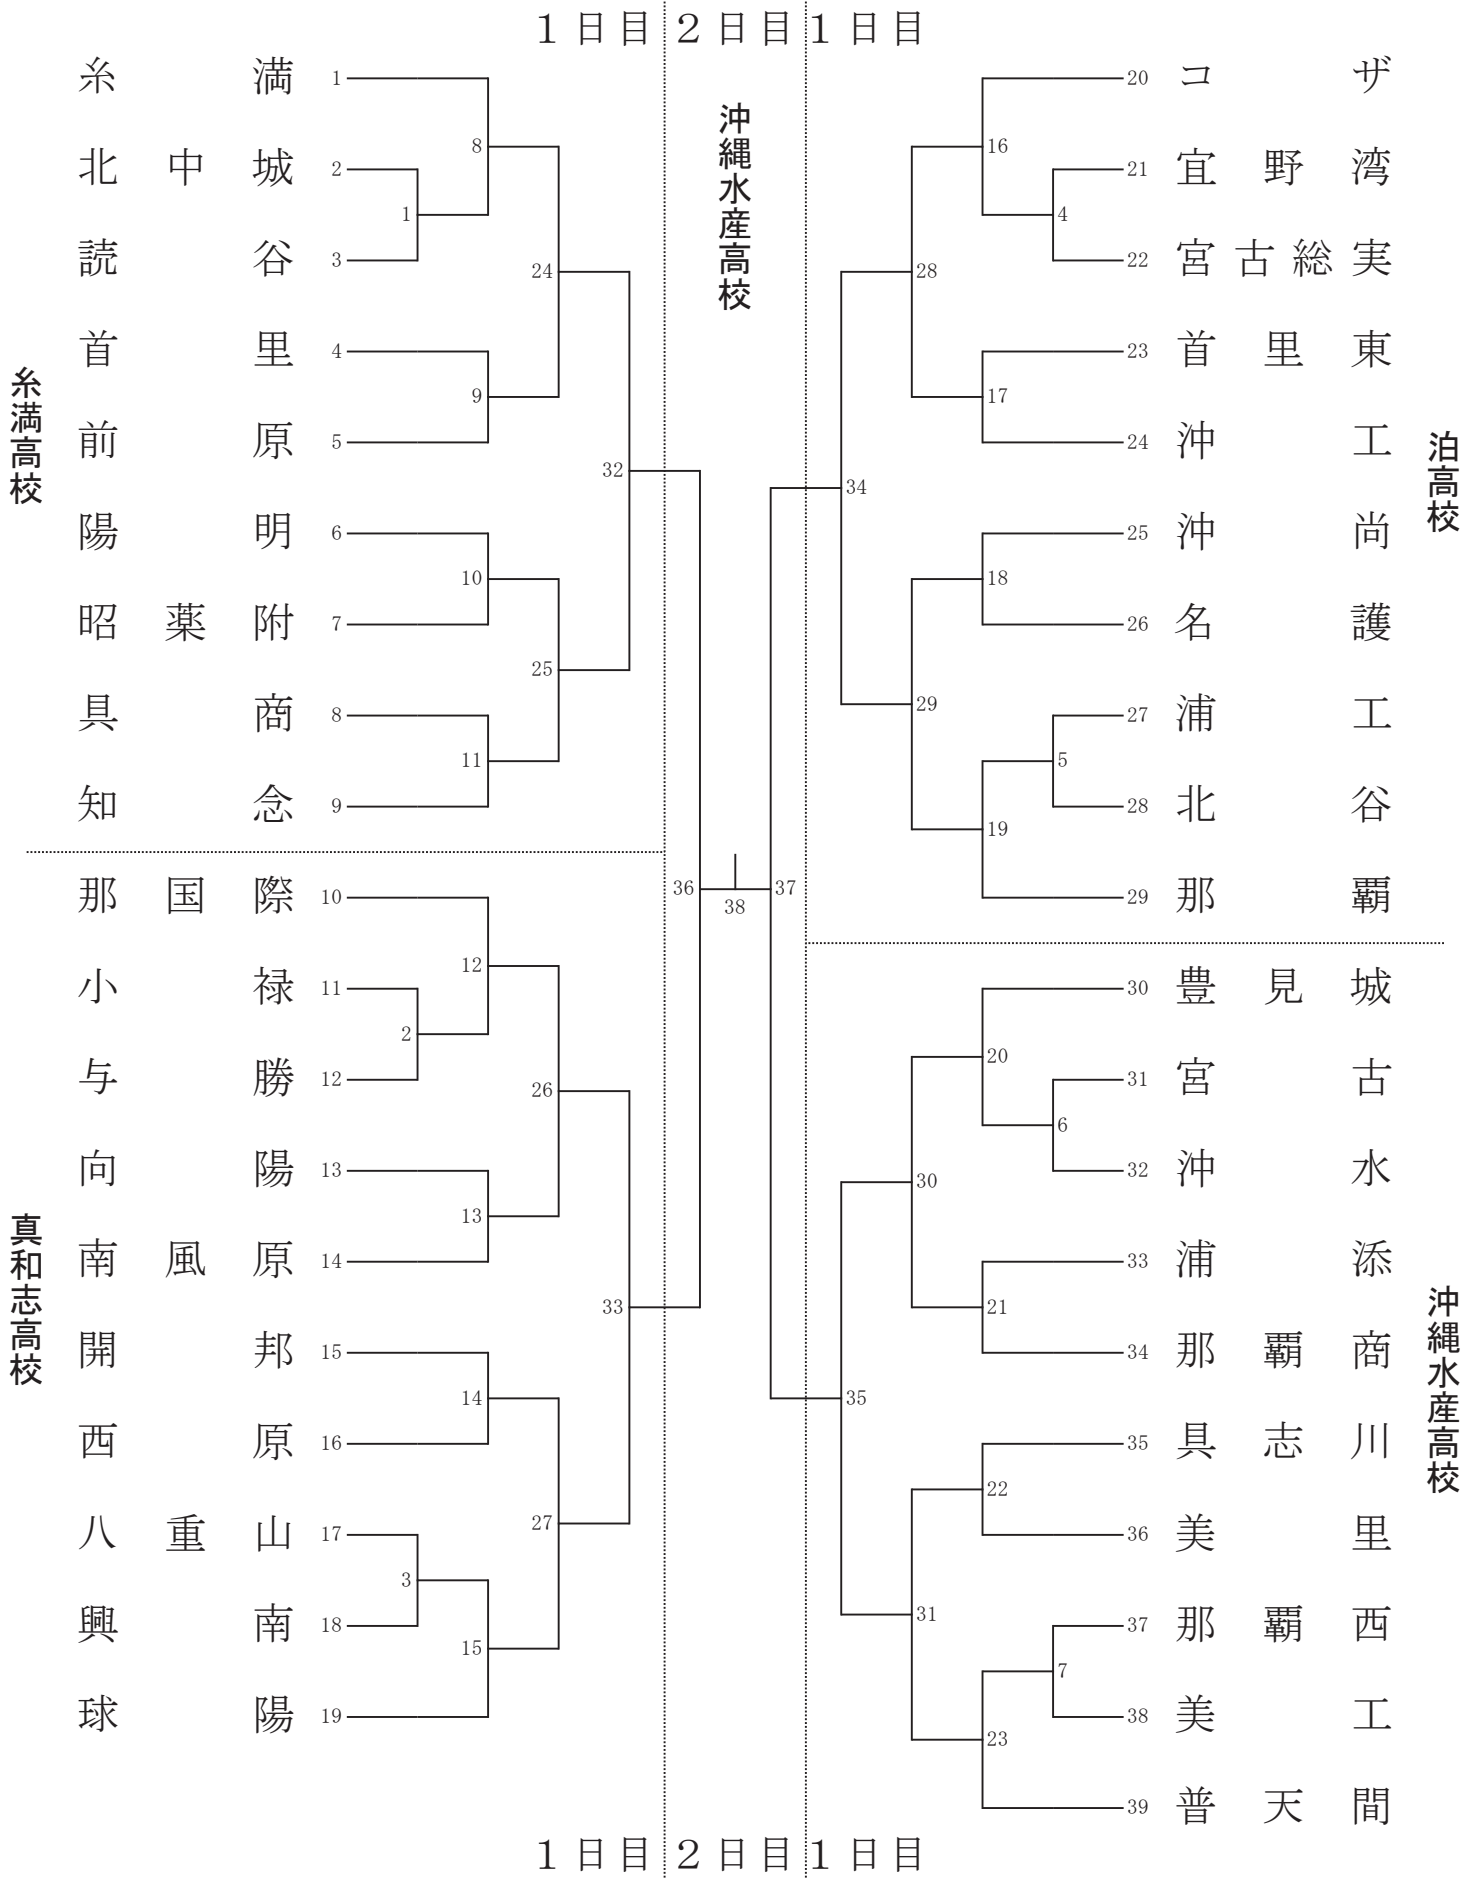 １日目 ２日目 １日目
沖縄水産高校
糸満高校
糸満 1
北中城 2
読谷 3
首里 4
前原 5
陽明 6
昭薬附 7
具商 8
知念 9
真和志高校
那国際 10
小禄 11
与勝 12
向陽 13
南風原 14
開邦 15
西原 16
八重山 17
興南 18
球陽 19
1
2
3
8
9
10
11
12
13
14
15
24
25
26
27
32
33
36
38
37
34
35
28
29
30
31
16
17
18
19
20
21
22
23
4
5
6
7
20 コザ
21 宜野湾
22 宮古総実
23 首里東
24 沖工
25 沖尚
26 名護
27 浦工
28 北谷
29 那覇
泊高校
30 豊見城
31 宮古
32 沖水
33 浦添
34 那覇商
35 具志川
36 美里
37 那覇西
38 美工
39 普天間
沖縄水産高校
１日目 ２日目 １日目